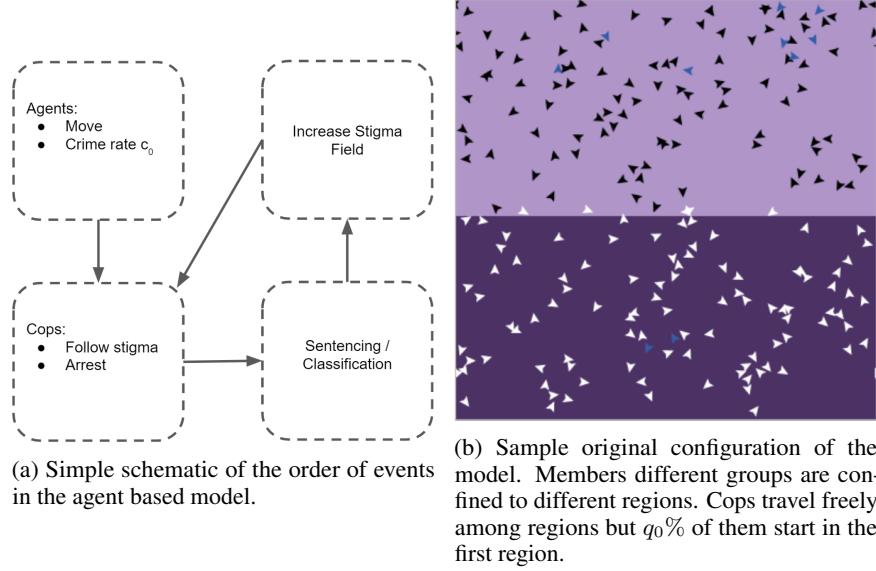 Agents:
● Move
● Crime rate c₀
Increase Stigma
Field
Cops:
● Follow stigma
● Arrest
Sentencing /
Classification
(a) Simple schematic of the order of events
in the agent based model.
(b) Sample original configuration of the
model. Members different groups are con-
fined to different regions. Cops travel freely
among regions but q₀% of them start in the
first region.